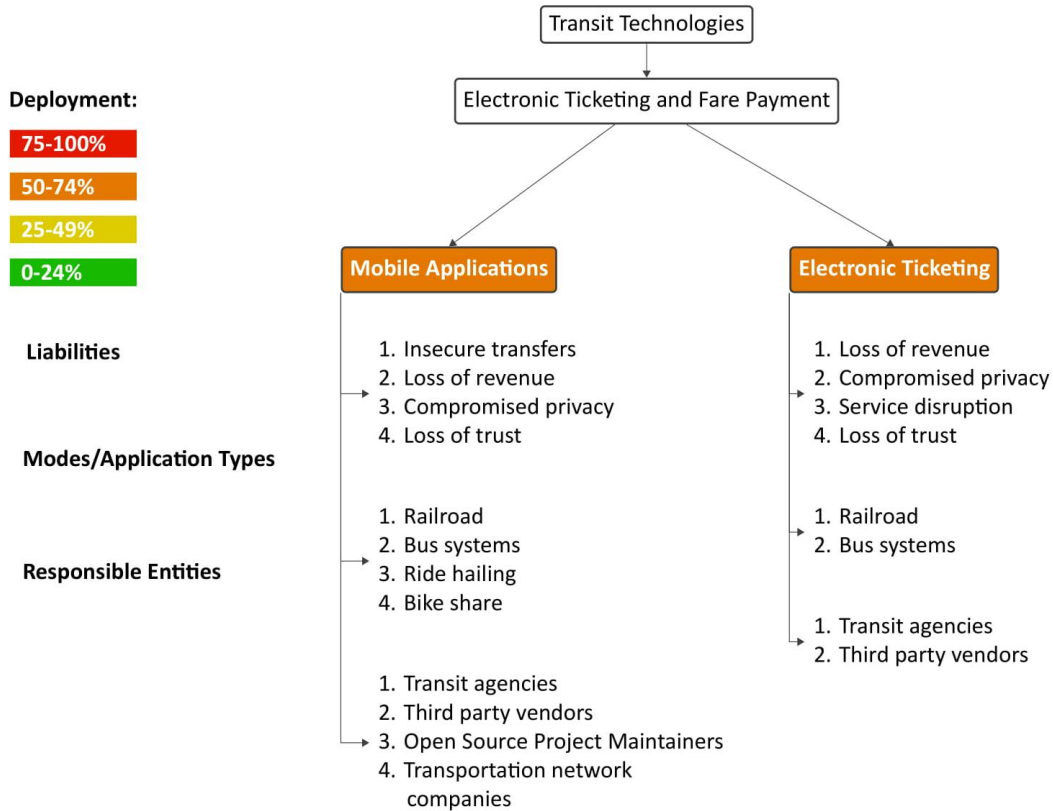 Transit Technologies
Electronic Ticketing and Fare Payment
Deployment:
75-100%
50-74%
25-49%
0-24%
Mobile Applications
Electronic Ticketing
Liabilities
1. Insecure transfers
2. Loss of revenue
3. Compromised privacy
4. Loss of trust
1. Loss of revenue
2. Compromised privacy
3. Service disruption
4. Loss of trust
Modes/Application Types
1. Railroad
2. Bus systems
3. Ride hailing
4. Bike share
1. Railroad
2. Bus systems
Responsible Entities
1. Transit agencies
2. Third party vendors
3. Open Source Project Maintainers
4. Transportation network
companies
1. Transit agencies
2. Third party vendors